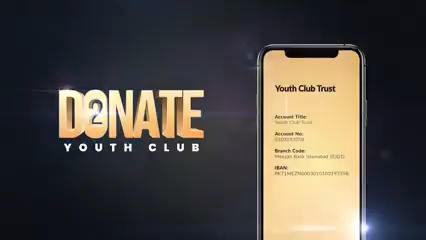 DONATE
YOUTH CLUB
Youth Club Trust
Account Title:
Youth Club Trust
Account No:
Branch Code:
Meezan Bank Islamabad
IBAN: